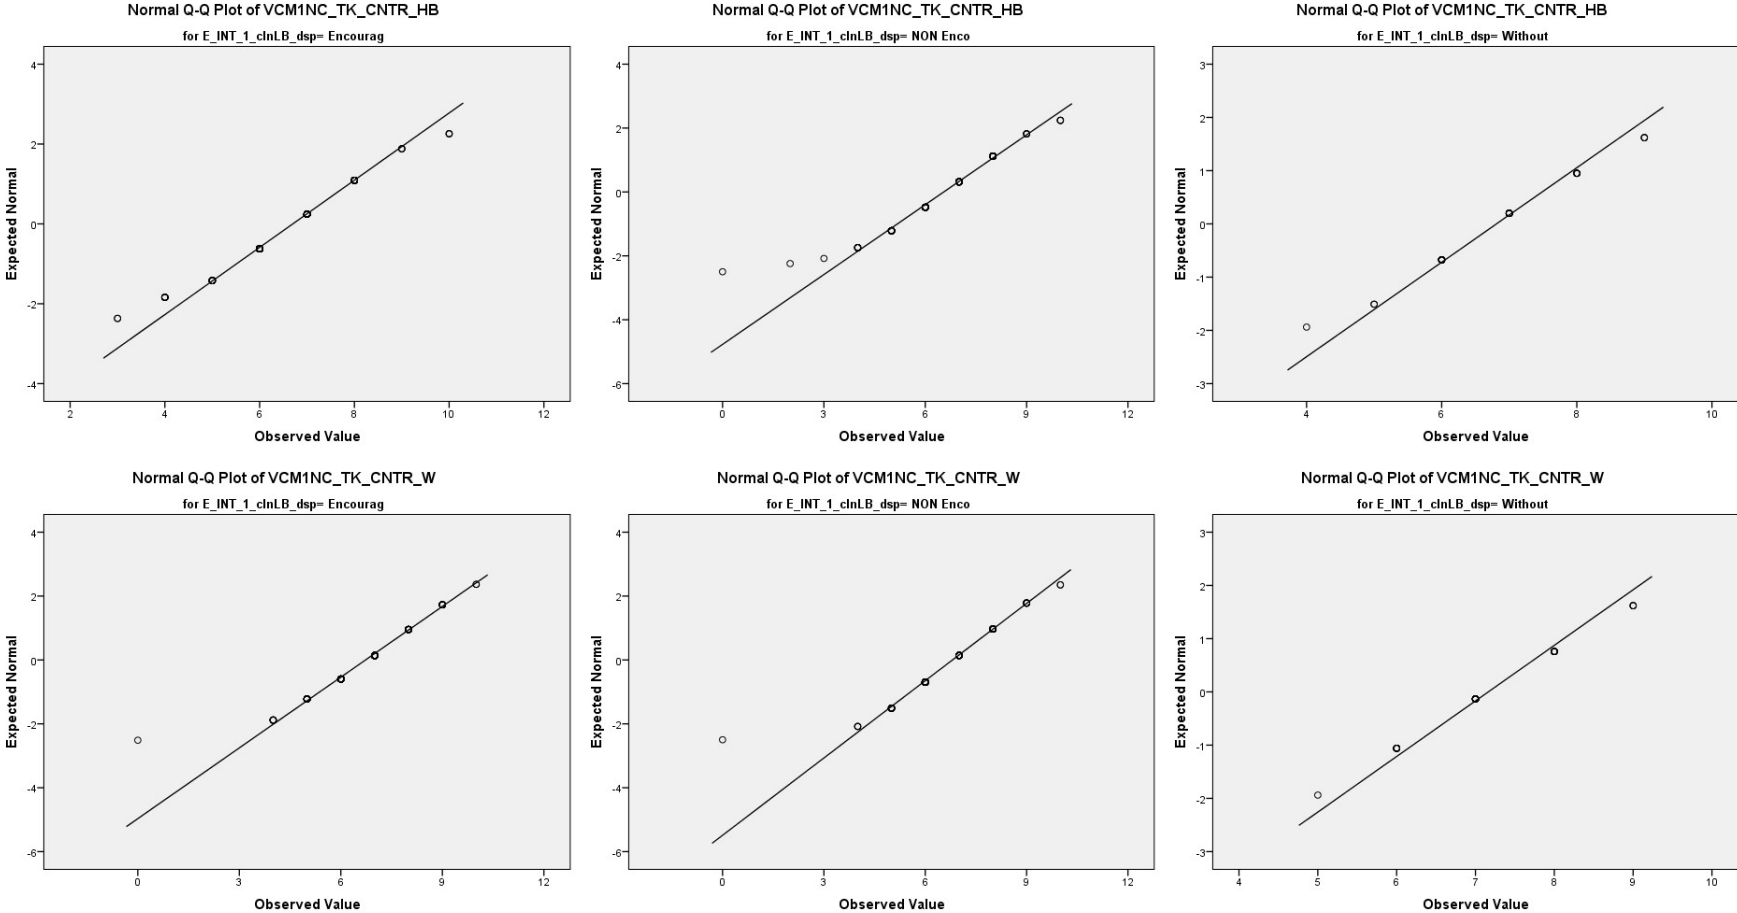 Normal Q-Q Plot of VCM1NC_TK_CNTR_HB
for E_INT_1_clnLB_dsp= Encourag
Expected Normal
4
2
0
-2
-4
2 4 6 8 10 12
Observed Value
Normal Q-Q Plot of VCM1NC_TK_CNTR_HB
for E_INT_1_clnLB_dsp= NON Enco
Expected Normal
4
2
0
-2
-4
-6
0 3 6 9 12
Observed Value
Normal Q-Q Plot of VCM1NC_TK_CNTR_HB
for E_INT_1_clnLB_dsp= Without
Expected Normal
3
2
1
0
-1
-2
-3
4 6 8 10
Observed Value
Normal Q-Q Plot of VCM1NC_TK_CNTR_W
for E_INT_1_clnLB_dsp= Encourag
Expected Normal
4
2
0
-2
-4
-6
0 3 6 9 12
Observed Value
Normal Q-Q Plot of VCM1NC_TK_CNTR_W
for E_INT_1_clnLB_dsp= NON Enco
Expected Normal
4
2
0
-2
-4
-6
0 3 6 9 12
Observed Value
Normal Q-Q Plot of VCM1NC_TK_CNTR_W
for E_INT_1_clnLB_dsp= Without
Expected Normal
3
2
1
0
-1
-2
-3
4 5 6 7 8 9 10
Observed Value